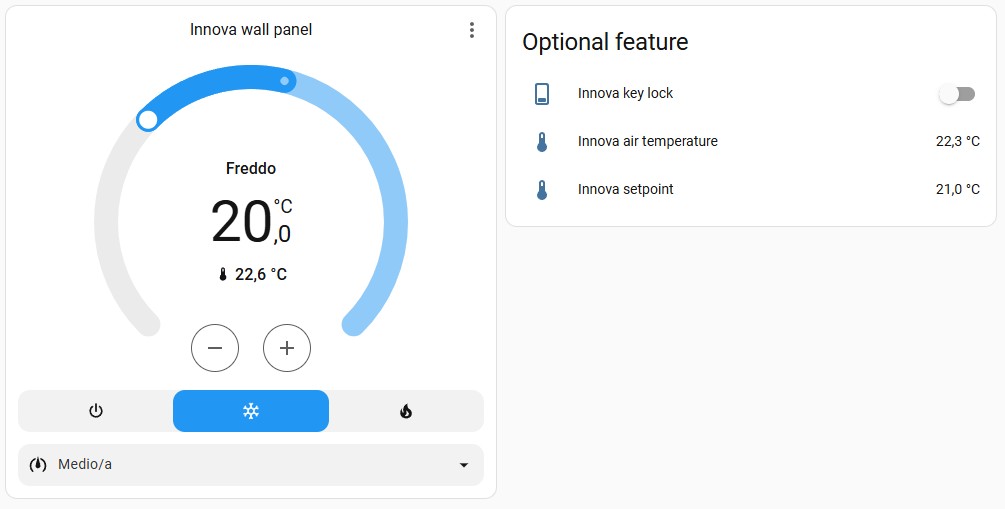 Innova wall panel
Freddo
20,0 °C
22,6 °C
Medio/a
Optional feature
Innova key lock
Innova air temperature 22,3 °C
Innova setpoint 21,0 °C